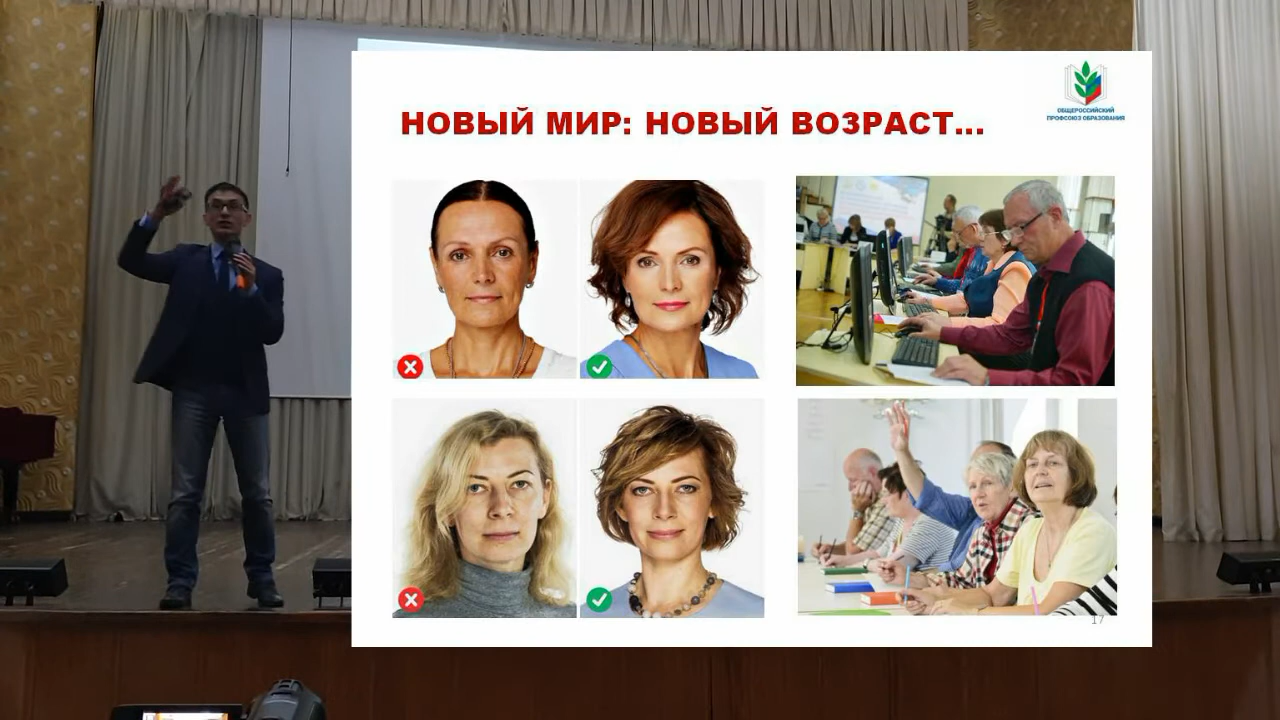 НОВЫЙ МИР: НОВЫЙ ВОЗРАСТ...
ОБЩЕРОССИЙСКИЙ
ПРОФСОЮЗ ОБРАЗОВАНИЯ
17